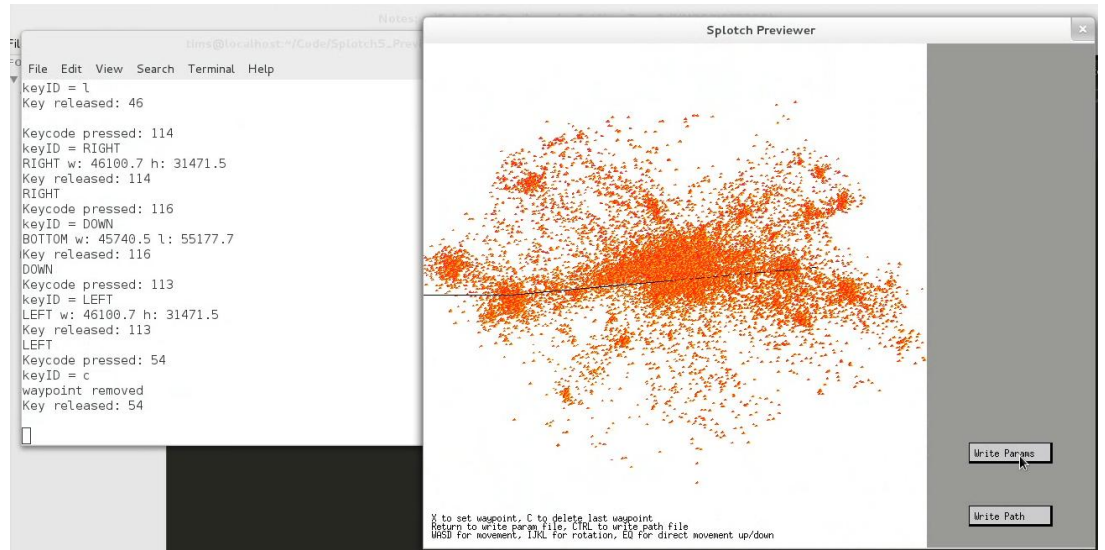 Notes:
Fil
tims@localhost:~/Code/SplotchS_Prev
File Edit View Search Terminal Help
keyID = l
Key released: 46
Keycode pressed: 114
keyID = RIGHT
RIGHT w: 46100.7 h: 31471.5
Key released: 114
RIGHT
Keycode pressed: 116
keyID = DOWN
BOTTOM w: 45740.5 l: 55177.7
Key released: 116
DOWN
Keycode pressed: 113
keyID = LEFT
LEFT w: 46100.7 h: 31471.5
Key released: 113
LEFT
Keycode pressed: 54
keyID = c
waypoint removed
Key released: 54
Splotch Previewer
Write Params
Write Path
X to set waypoint, C to delete last waypoint
Return to write param file, CTRL to write path file
WASD for movement, IJKL for rotation, EQ for direct movement up/down